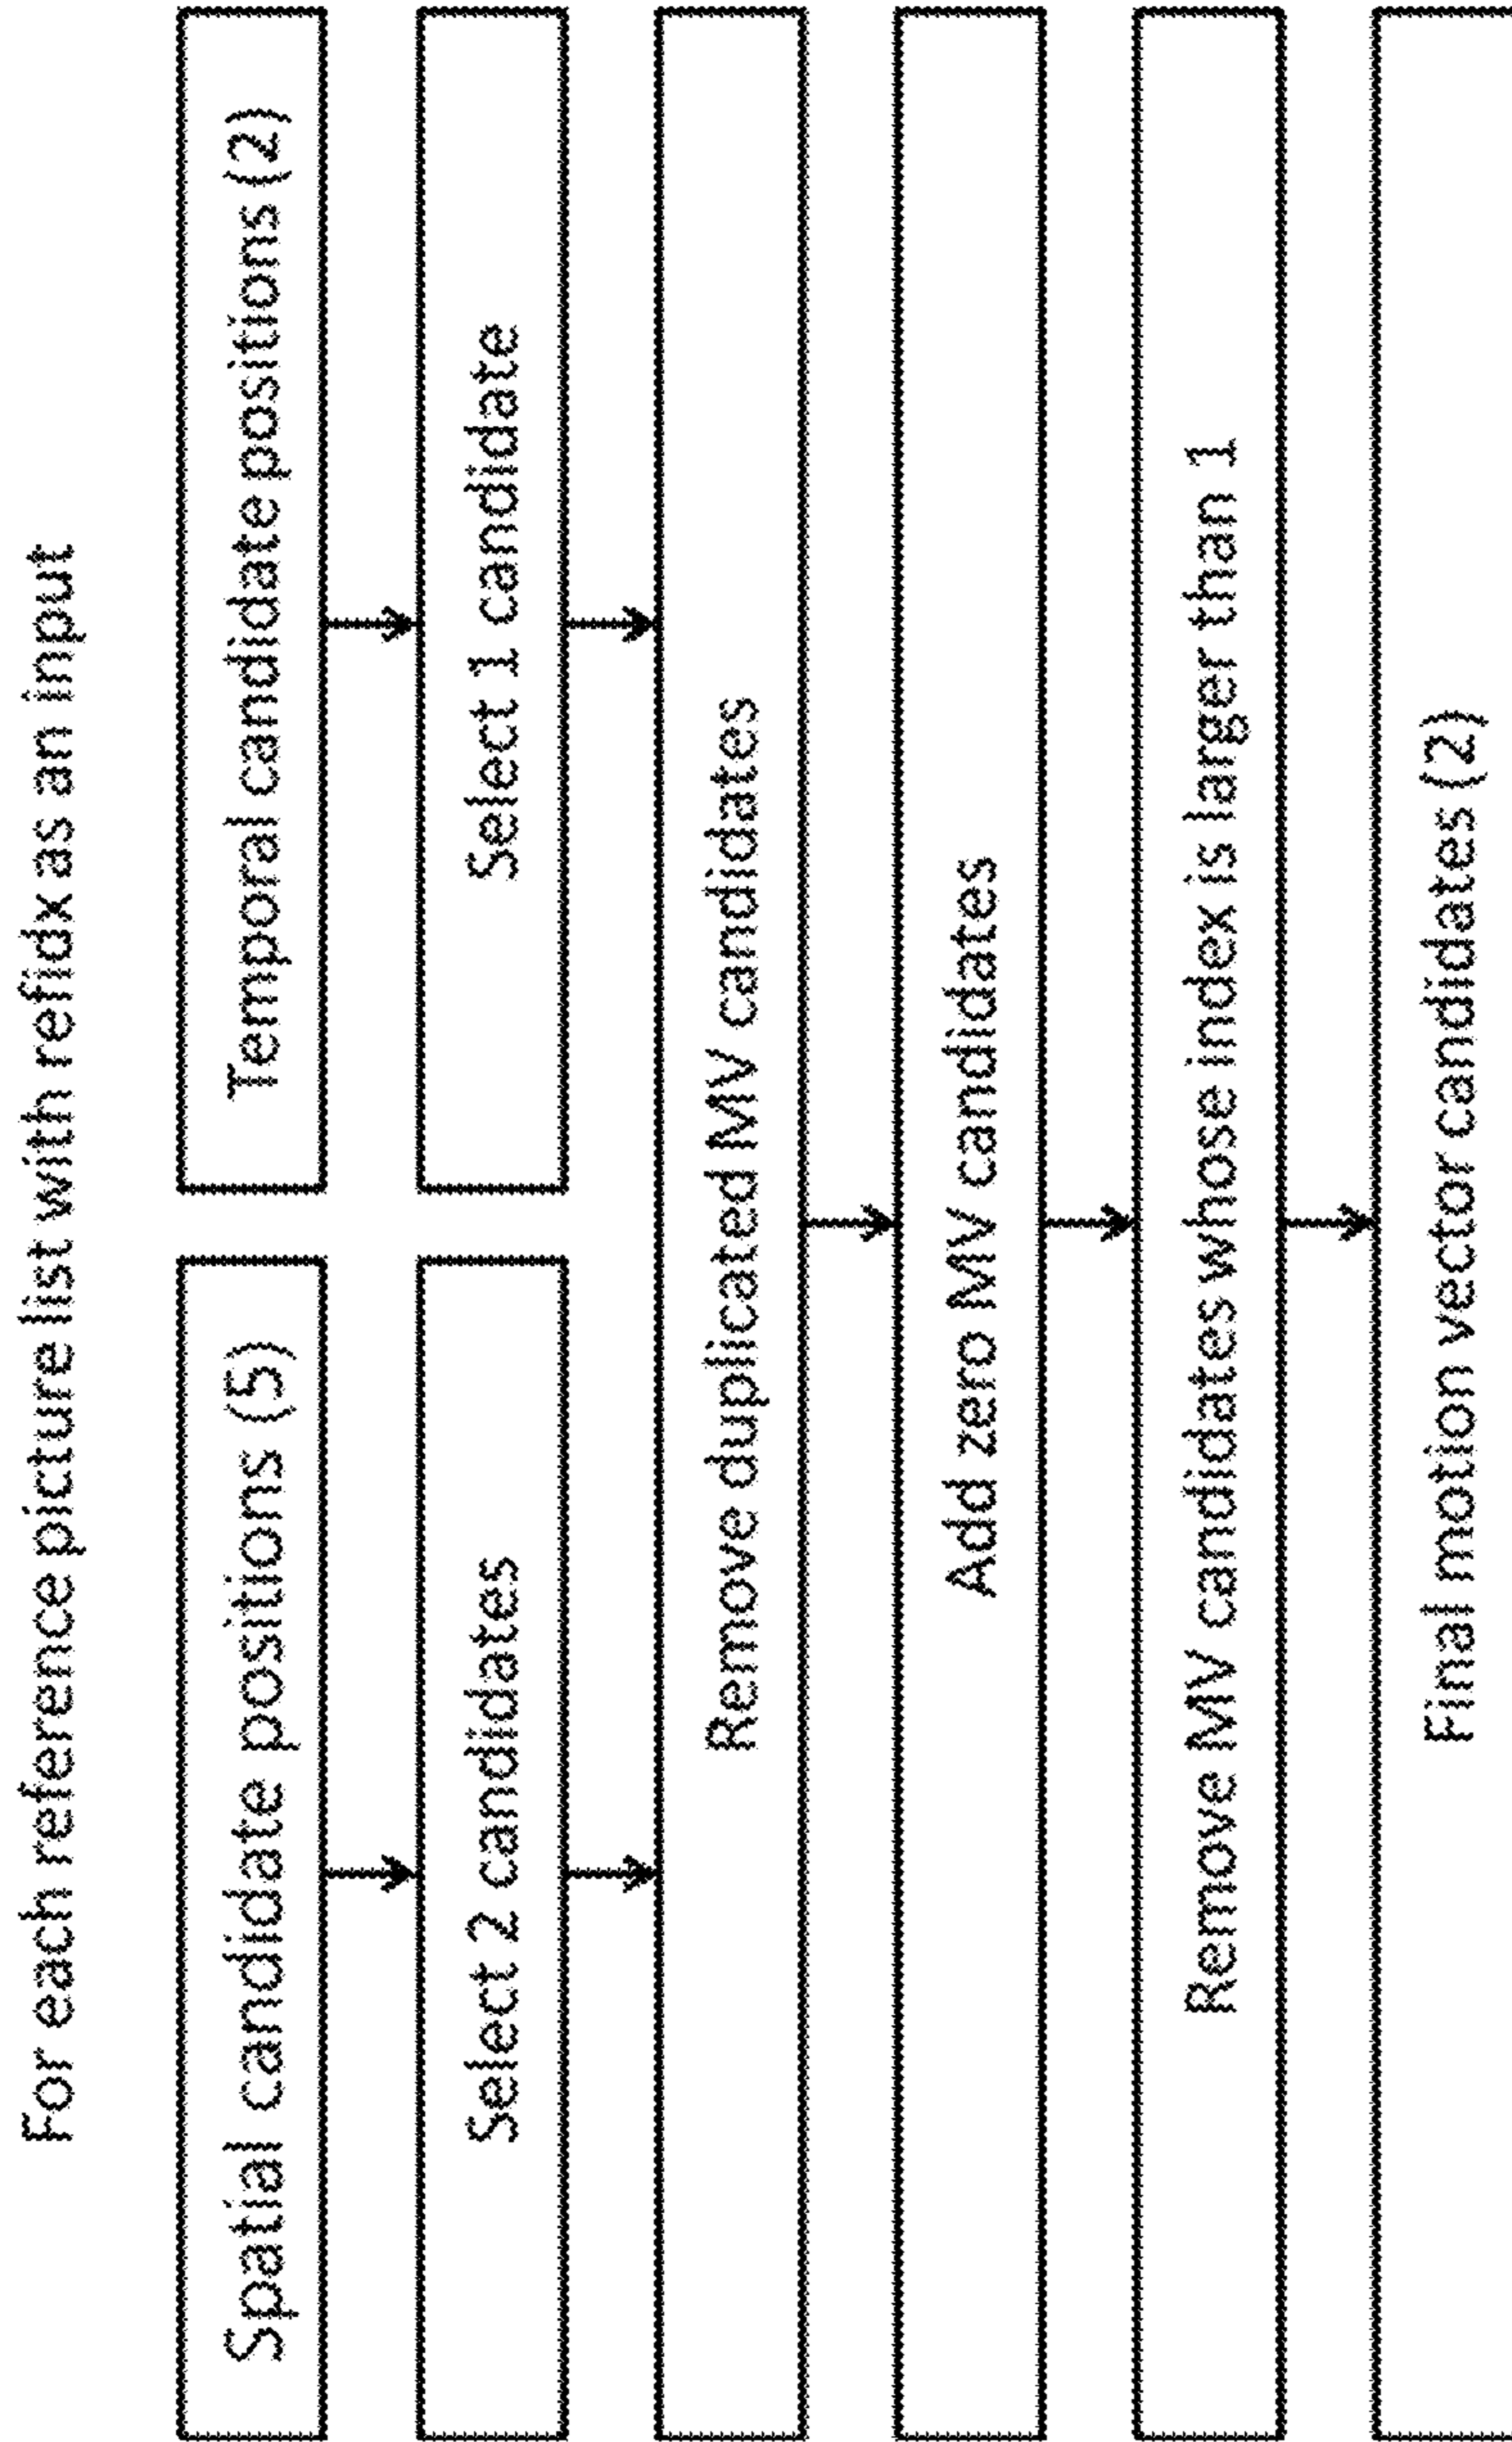 For each reference picture list with refidx as an input
Spatial candidate positions (5)
Temporal candidate positions (2)
Select 2 candidates
Select 1 candidate
Remove duplicated MV candidates
Add zero MV candidates
Remove MV candidates whose index is larger than 1
Final motion vector candidates (2)